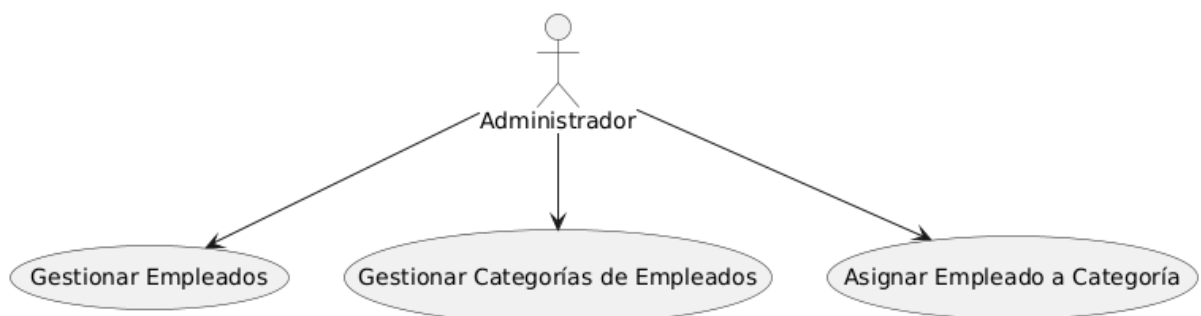 Administrador
Gestionar Empleados
Gestionar Categorías de Empleados
Asignar Empleado a Categoría